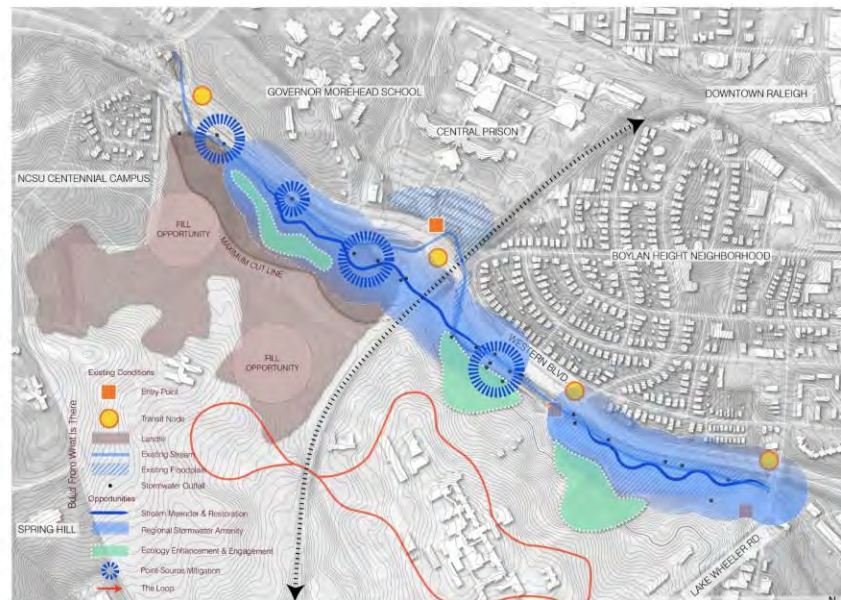 GOVERNOR MOREHEAD SCHOOL
DOWNTOWN RALEIGH
CENTRAL PRISON
NCSU CENTENNIAL CAMPUS
FILL
OPPORTUNITY
MAXIMUM CUT LINE
BOYLAN HEIGHT NEIGHBORHOOD
FILL
OPPORTUNITY
WESTERN BLVD.
Build From What Is There
Existing Conditions
Entry Point
Transit Node
Landfill
Existing Stream
Existing Floodplain
Stormwater Outfall
Opportunities
Stream Meander & Restoration
Regional Stormwater Amenity
Ecology Enhancement & Engagement
Point-Source Mitigation
The Loop
SPRING HILL
LAKE WHEELER RD
N